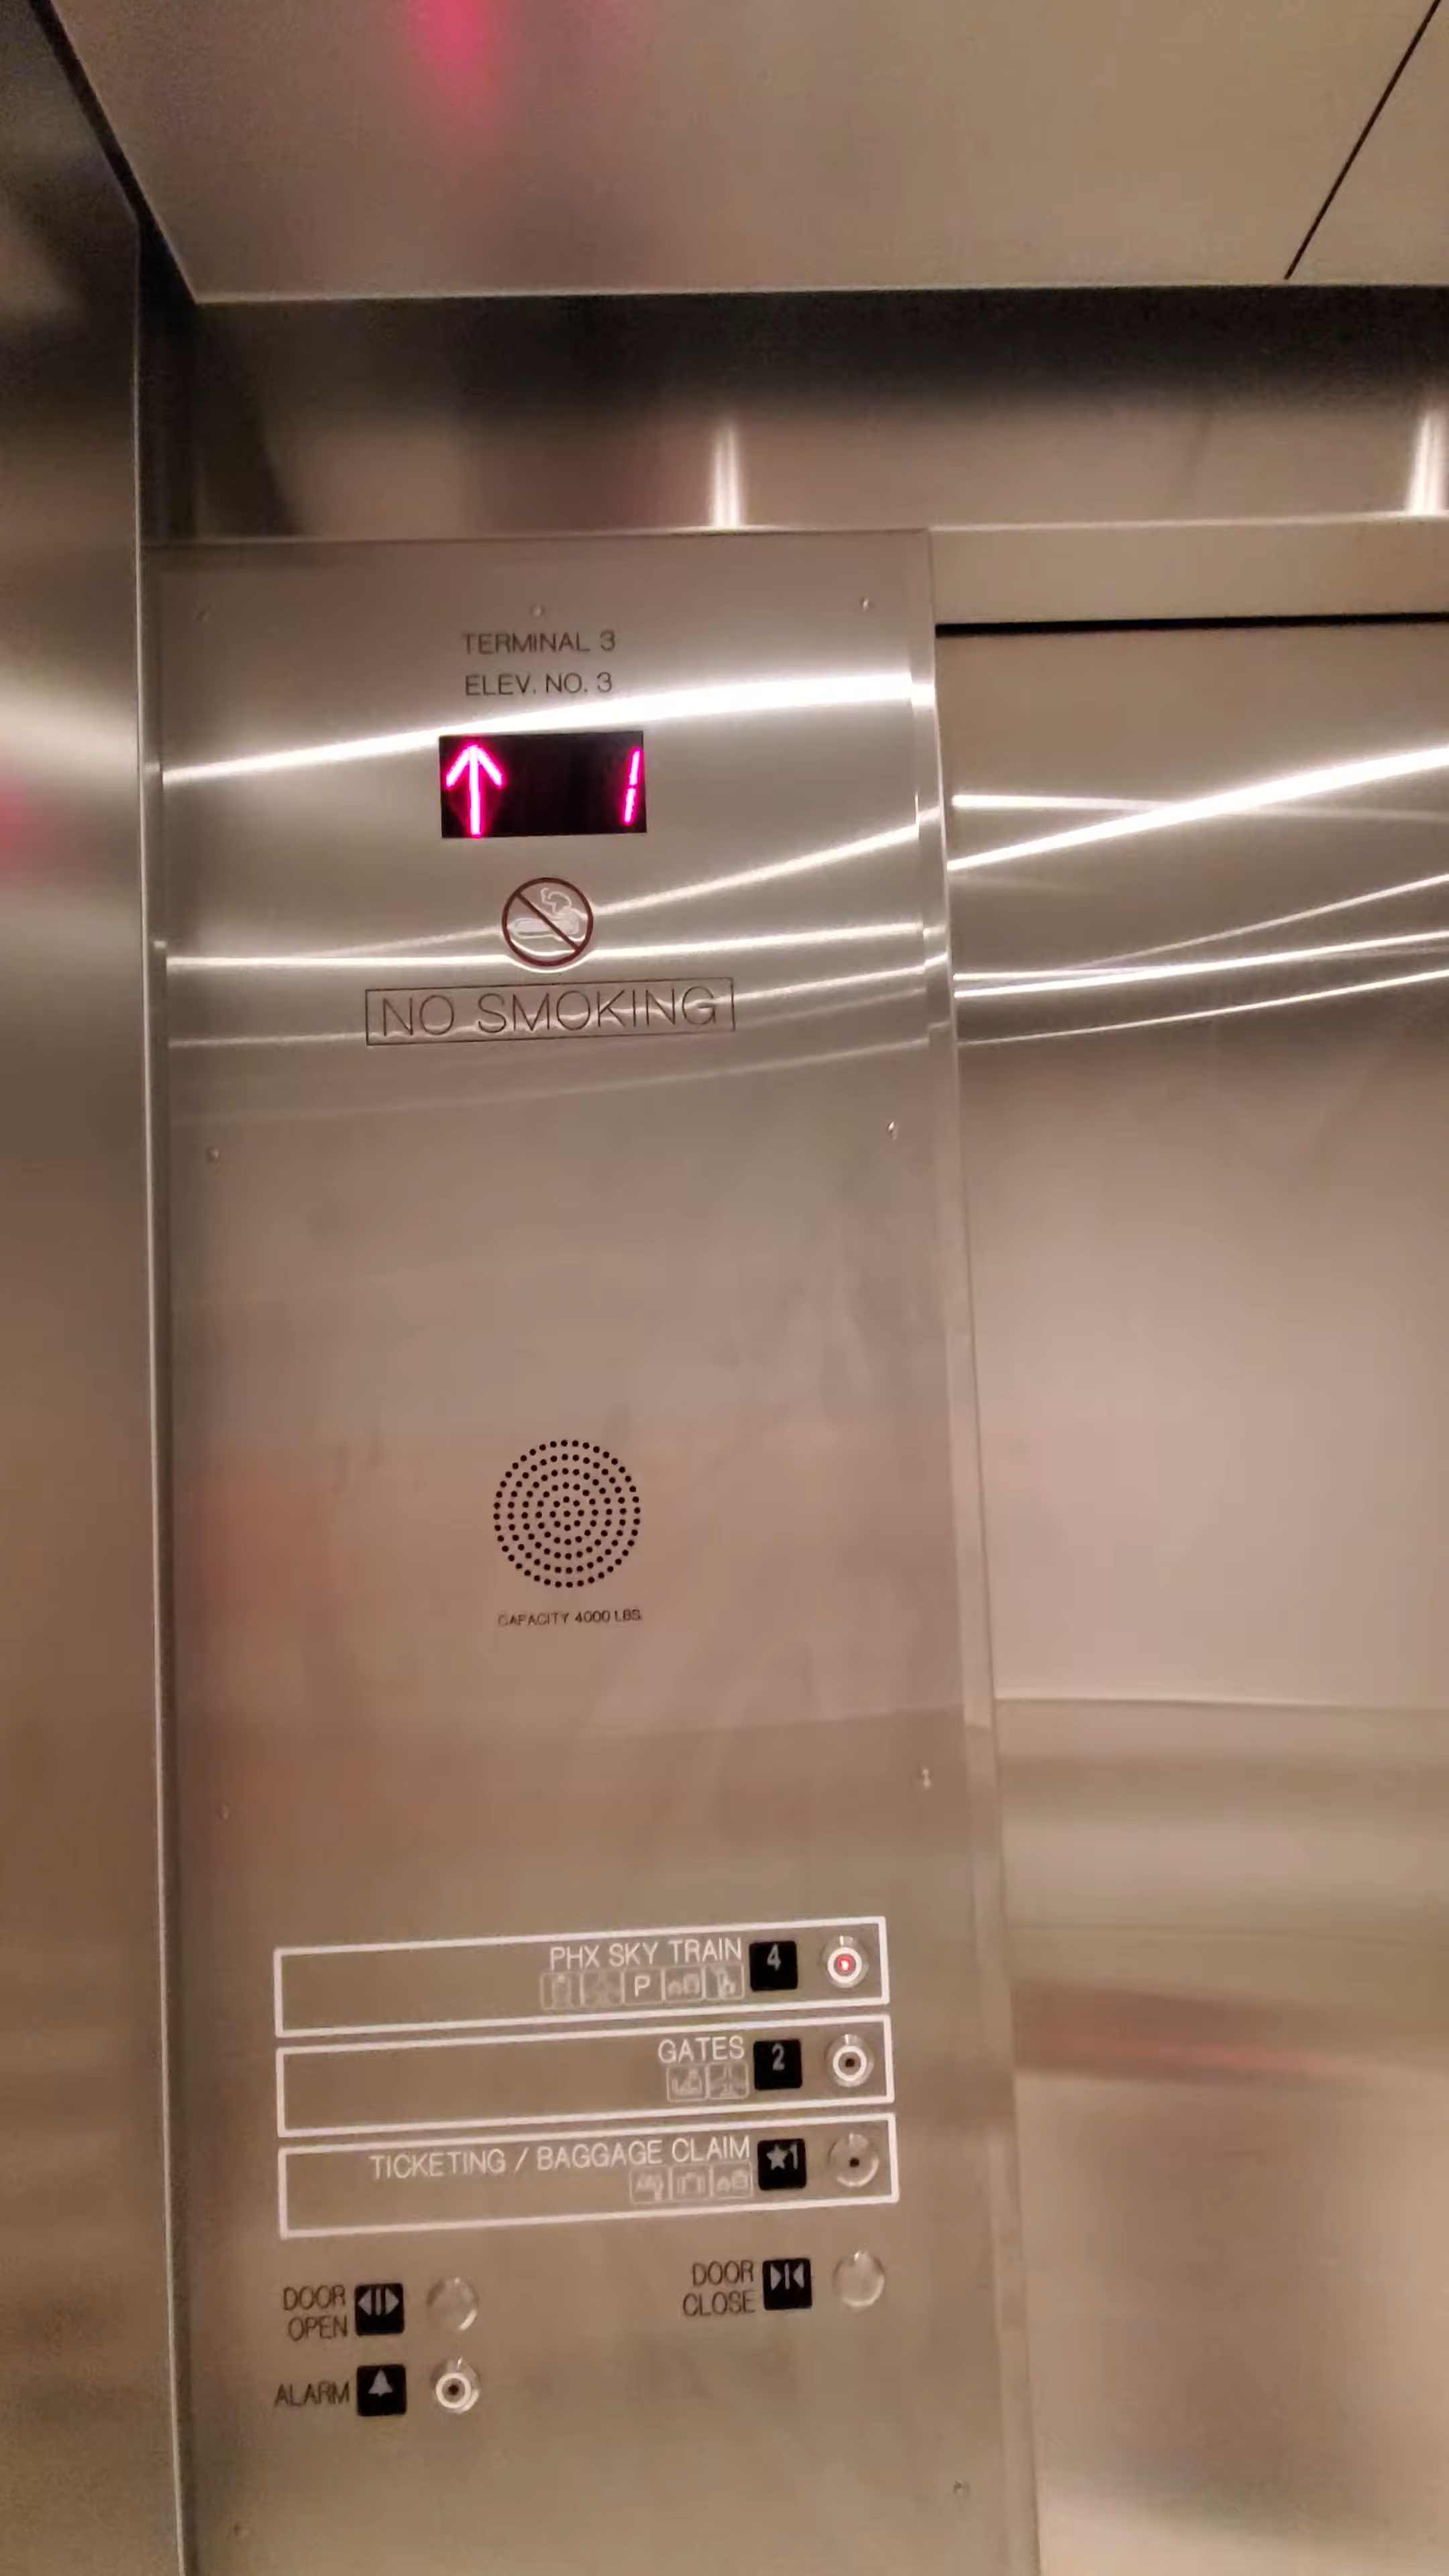 TERMINAL 3
ELEV. NO. 3
1
NO SMOKING
CAPACITY 4000 LBS.
PHX SKY TRAIN 4
P
GATES 2
TICKETING / BAGGAGE CLAIM ★1
DOOR OPEN
DOOR CLOSE
ALARM